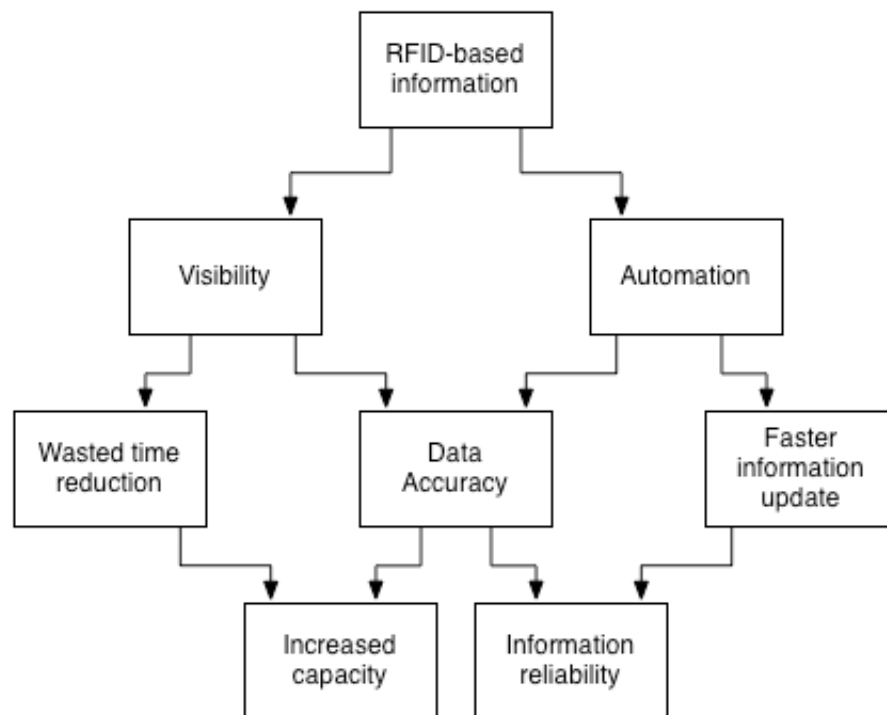 RFID-based
information
Visibility
Automation
Wasted time
reduction
Data
Accuracy
Faster
information
update
Increased
capacity
Information
reliability